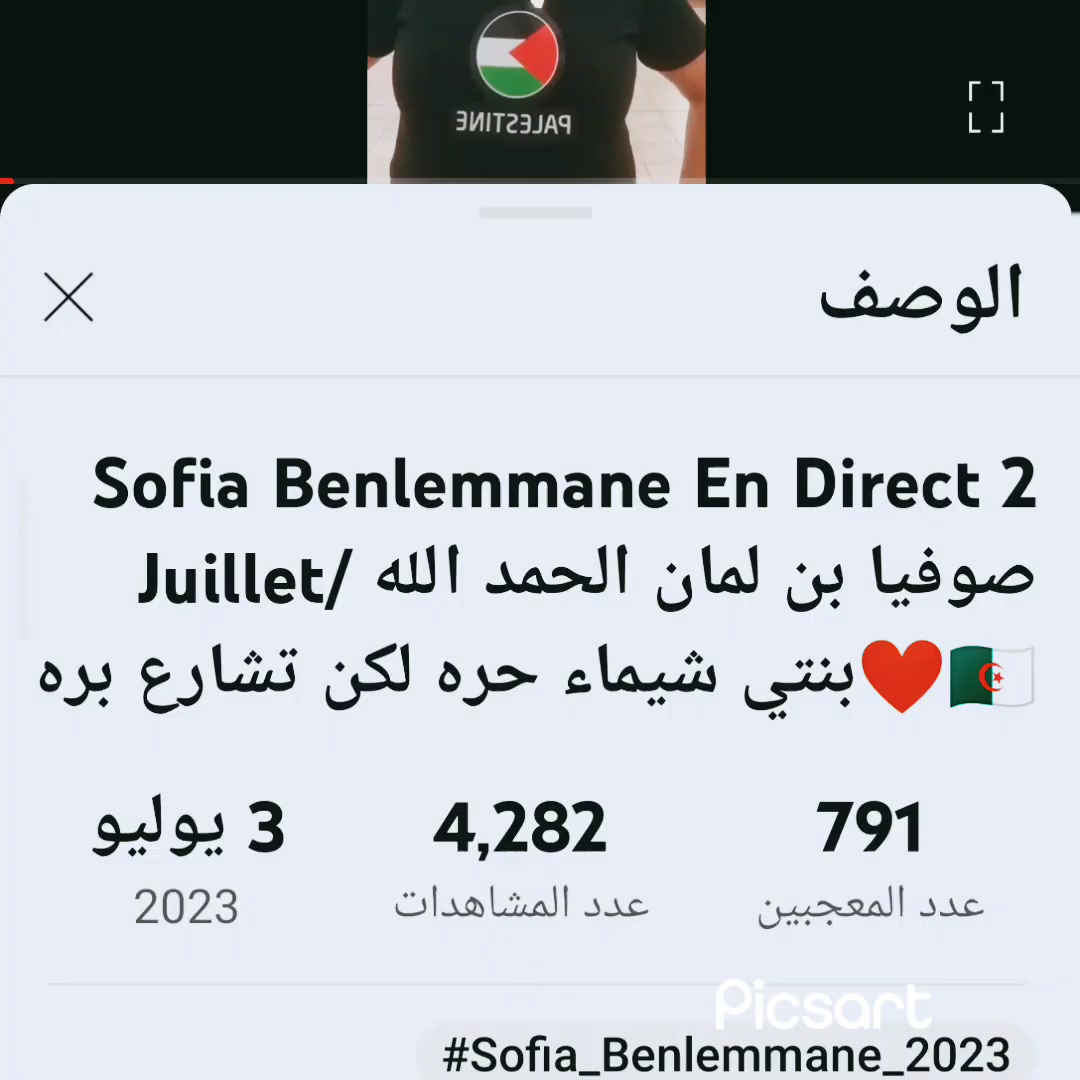 PALESTINE
الوصف
Sofia Benlemmane En Direct 2
صوفيا بن لمان الحمد الله /Juillet
🇩🇿❤️بنتي شيماء حره لكن تشارع بره
791 4,282 3 يوليو
عدد المعجبين عدد المشاهدات 2023
Picsart
#Sofia_Benlemmane_2023